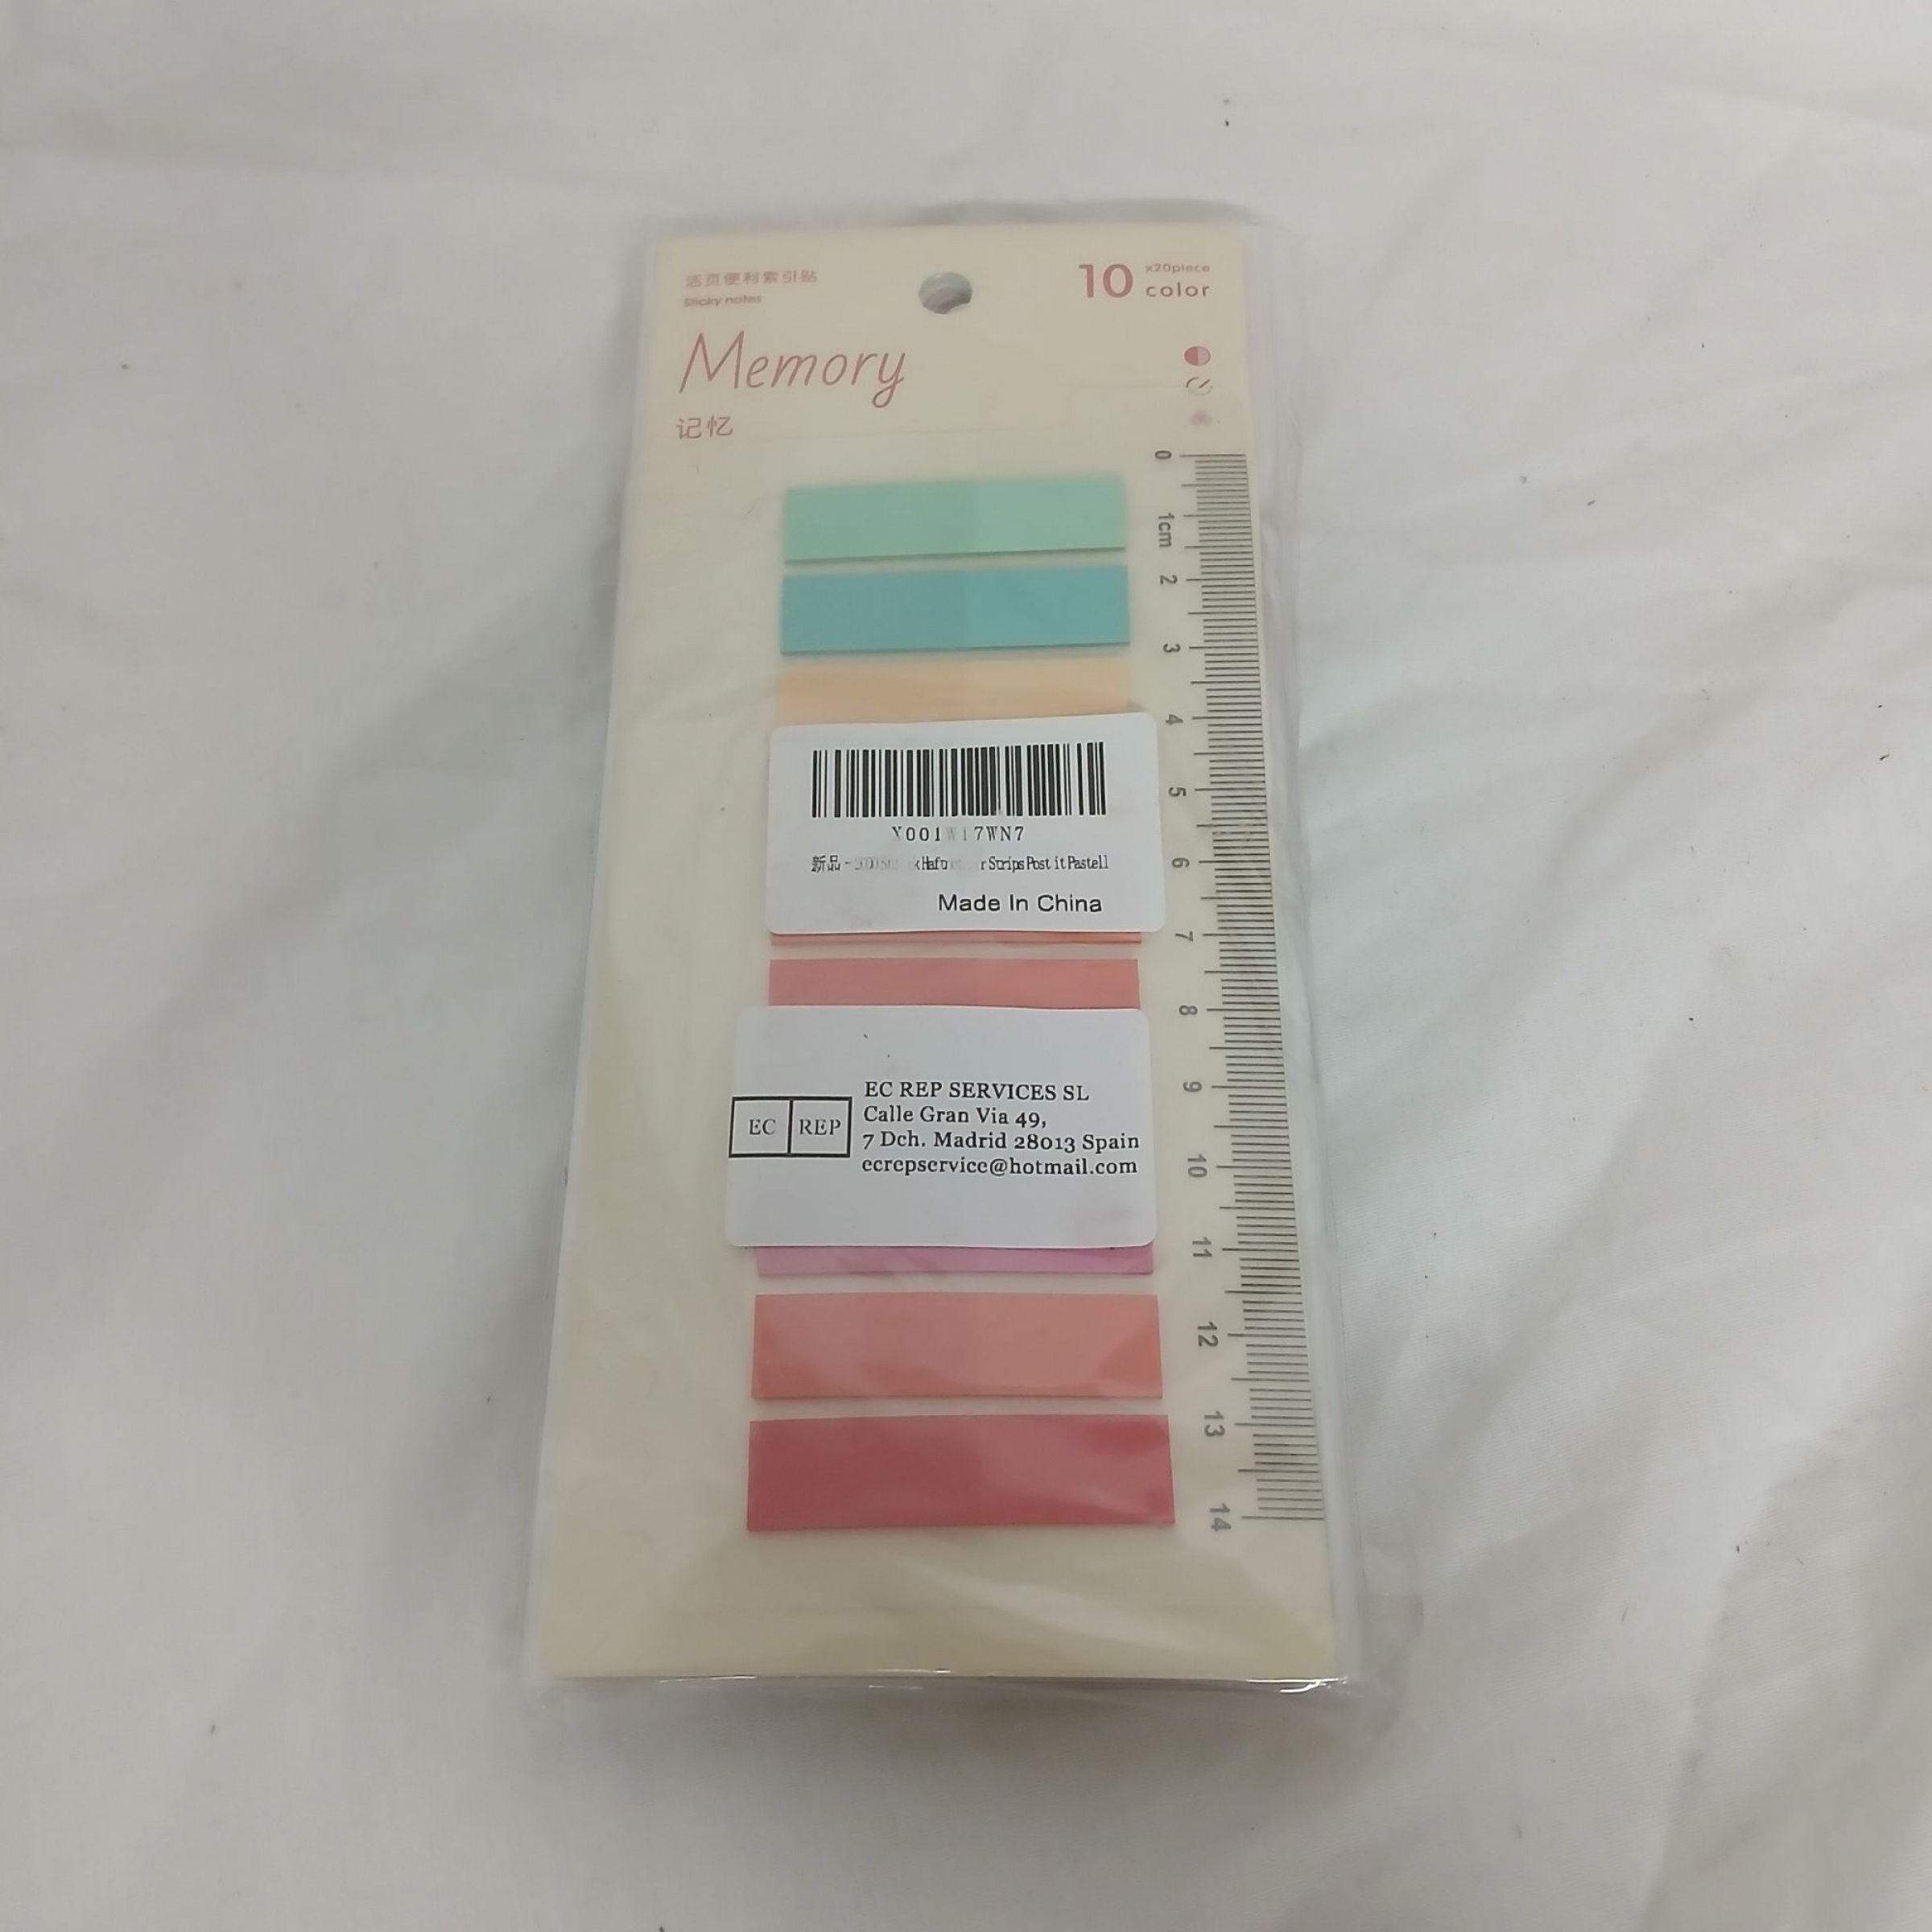 活页便利索引贴
Sticky notes
10 x20piece
color
Memory
记忆
0
1cm
2
3
4
5
6
7
8
9
10
11
12
13
14
新品 - Strips Post it Pastell
Made In China
EC REP
EC REP SERVICES SL
Calle Gran Via 49,
7 Dch. Madrid 28013 Spain
ecrepservice@hotmail.com